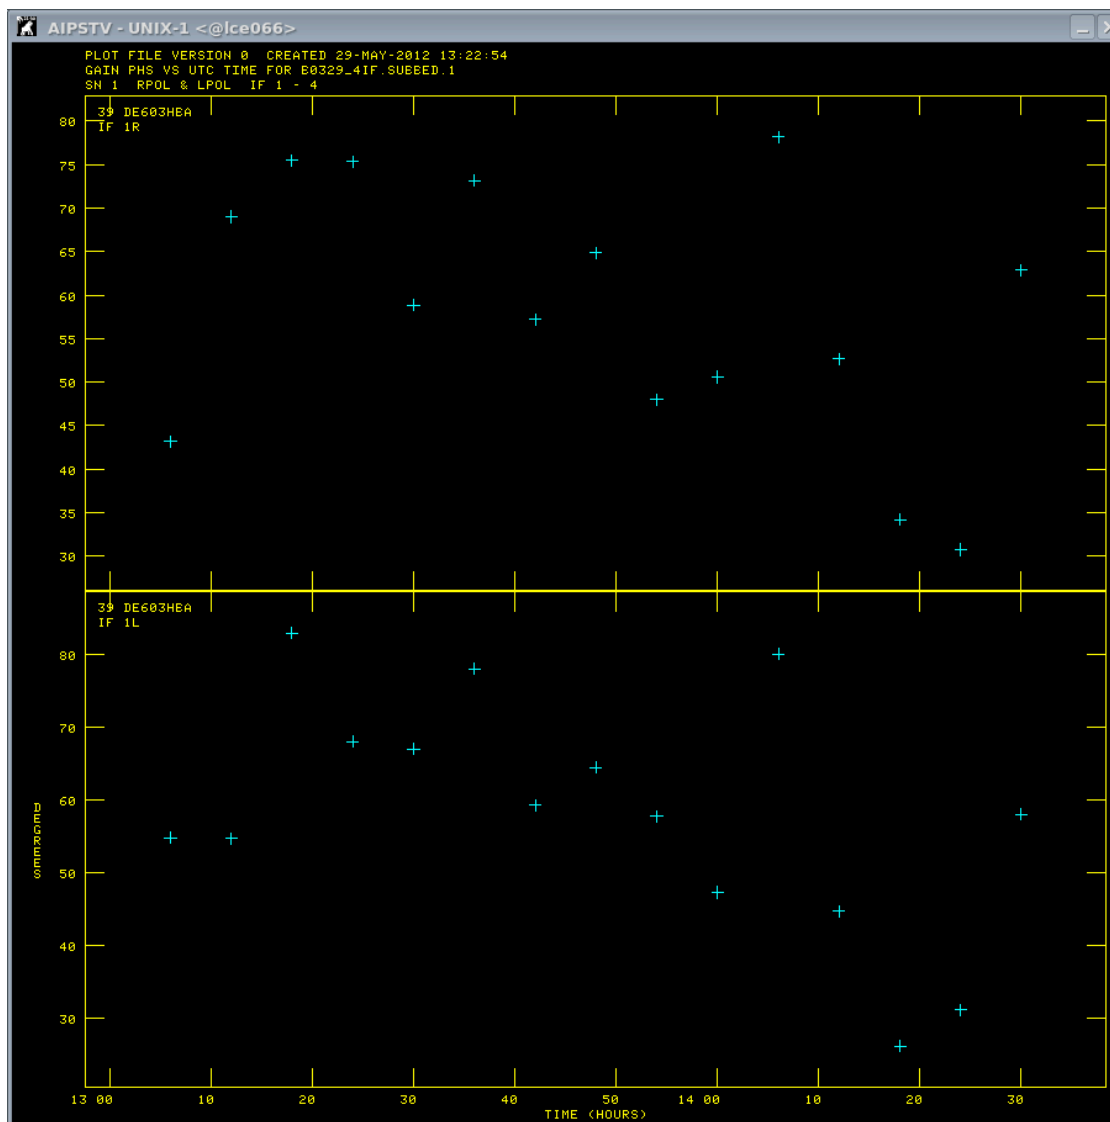 AIPSTV - UNIX-1 <@lce066>
PLOT FILE VERSION 0  CREATED 29-MAY-2012 13:22:54
GAIN PHS VS UTC TIME FOR B0329_4IF.SUBBED.1
SN 1  RPOL & LPOL  IF 1 - 4
39 DE603HBA
IF 1R
80
75
70
65
60
55
50
45
40
35
30
39 DE603HBA
IF 1L
80
70
60
50
40
30
DEGREES
13 00 10 20 30 40 50 14 00 10 20 30
TIME (HOURS)